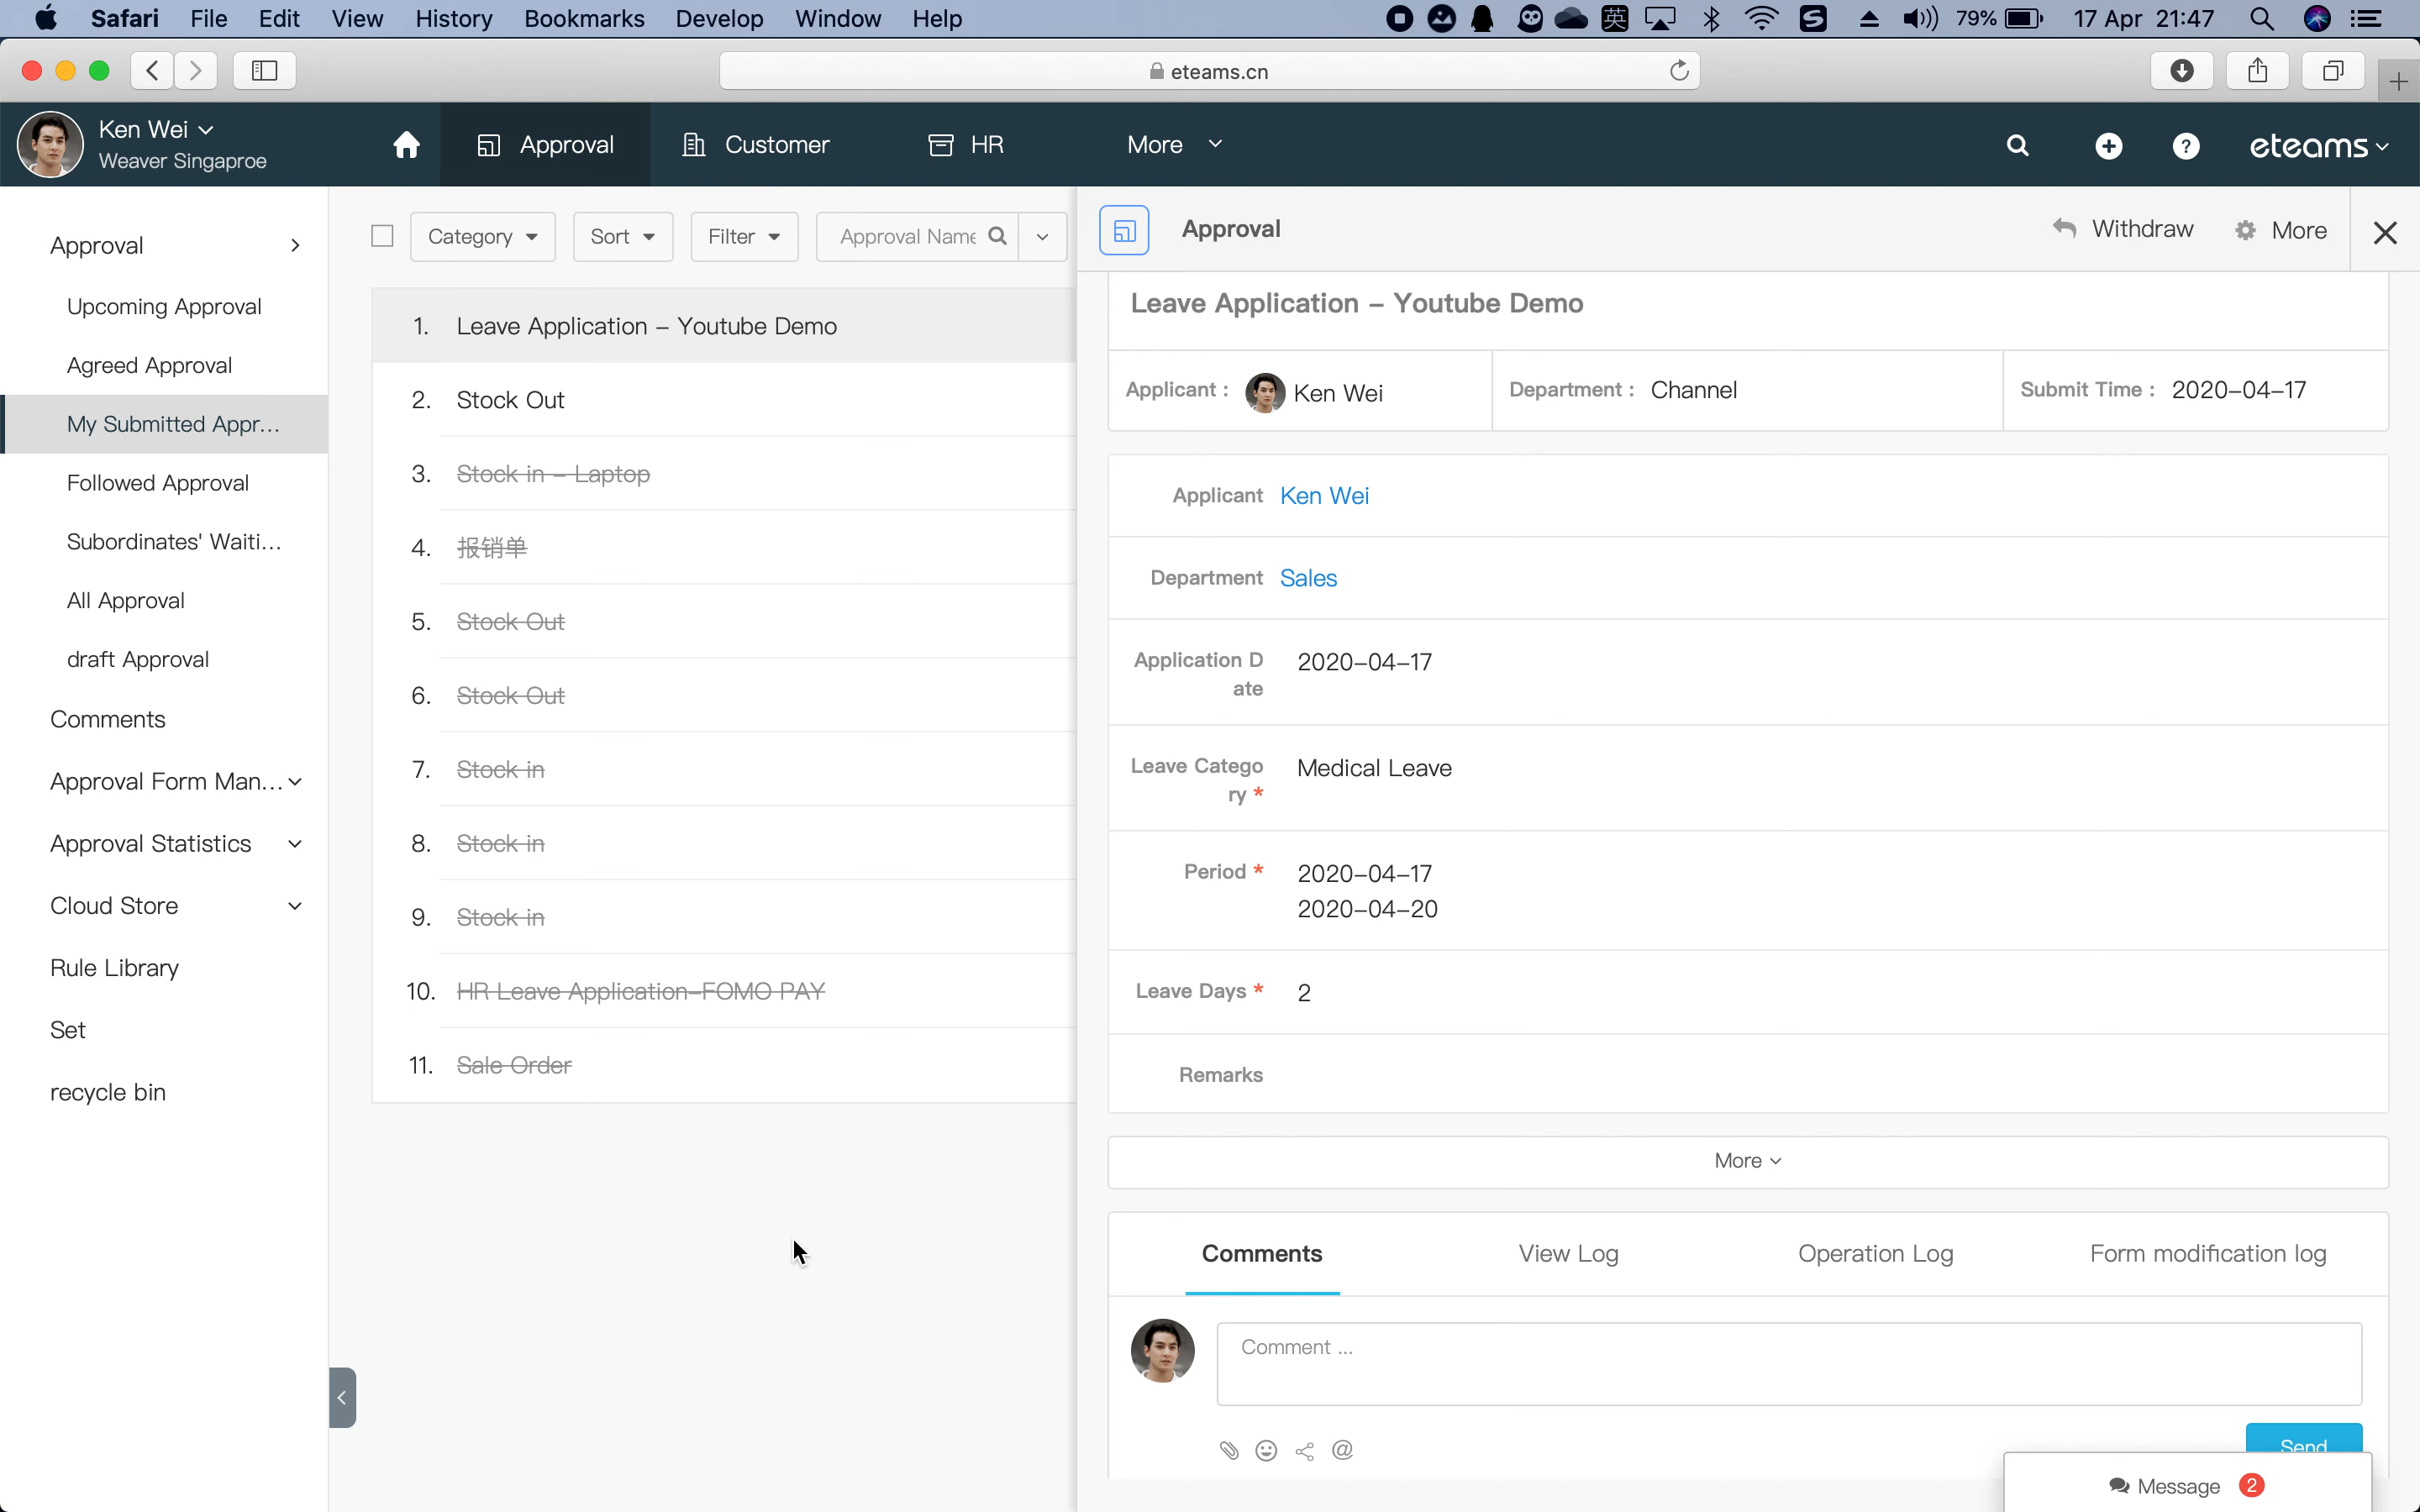 Safari File Edit View History Bookmarks Develop Window Help 英 79% 17 Apr 21:47
eteams.cn
Ken Wei
Weaver Singaproe
Approval Customer HR More ? eteams
Approval
Upcoming Approval
Agreed Approval
My Submitted Appr...
Followed Approval
Subordinates' Waiti...
All Approval
draft Approval
Comments
Approval Form Man...
Approval Statistics
Cloud Store
Rule Library
Set
recycle bin
Category Sort Filter Approval Name
1. Leave Application – Youtube Demo
2. Stock Out
3. Stock in – Laptop
4. 报销单
5. Stock Out
6. Stock Out
7. Stock in
8. Stock in
9. Stock in
10. HR Leave Application–FOMO PAY
11. Sale Order
Approval Withdraw More
Leave Application – Youtube Demo
Applicant : Ken Wei Department : Channel Submit Time : 2020–04–17
Applicant Ken Wei
Department Sales
Application D 2020–04–17
ate
Leave Catego Medical Leave
ry *
Period * 2020–04–17
2020–04–20
Leave Days * 2
Remarks
More
Comments View Log Operation Log Form modification log
Comment ...
@ Send
Message 2